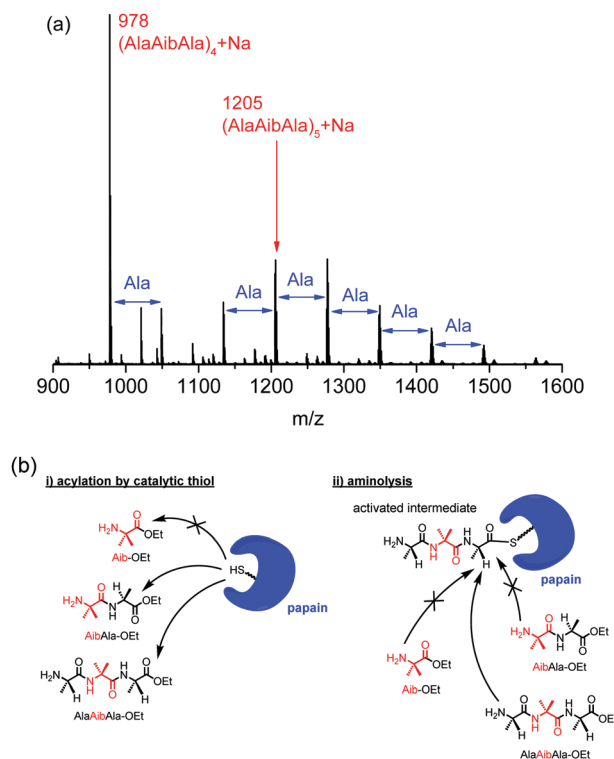 (a)
978
(AlaAibAla)₄+Na
1205
(AlaAibAla)₅+Na
Ala
Ala
Ala
Ala
Ala
Ala
900 1000 1100 1200 1300 1400 1500 1600
m/z
(b)
i) acylation by catalytic thiol
H₂N
O
OEt
Aib-OEt
HS
papain
H₂N
O
N
H
H
O
OEt
AibAla-OEt
H₂N
H
O
N
H
O
H
N
H
O
OEt
AlaAibAla-OEt
ii) aminolysis
activated intermediate
H₂N
H
O
N
H
O
H
N
H
O
S
papain
H₂N
O
OEt
Aib-OEt
H₂N
O
N
H
H
O
OEt
AibAla-OEt
H₂N
H
O
N
H
O
H
N
H
O
OE
AlaAibAla-OEt